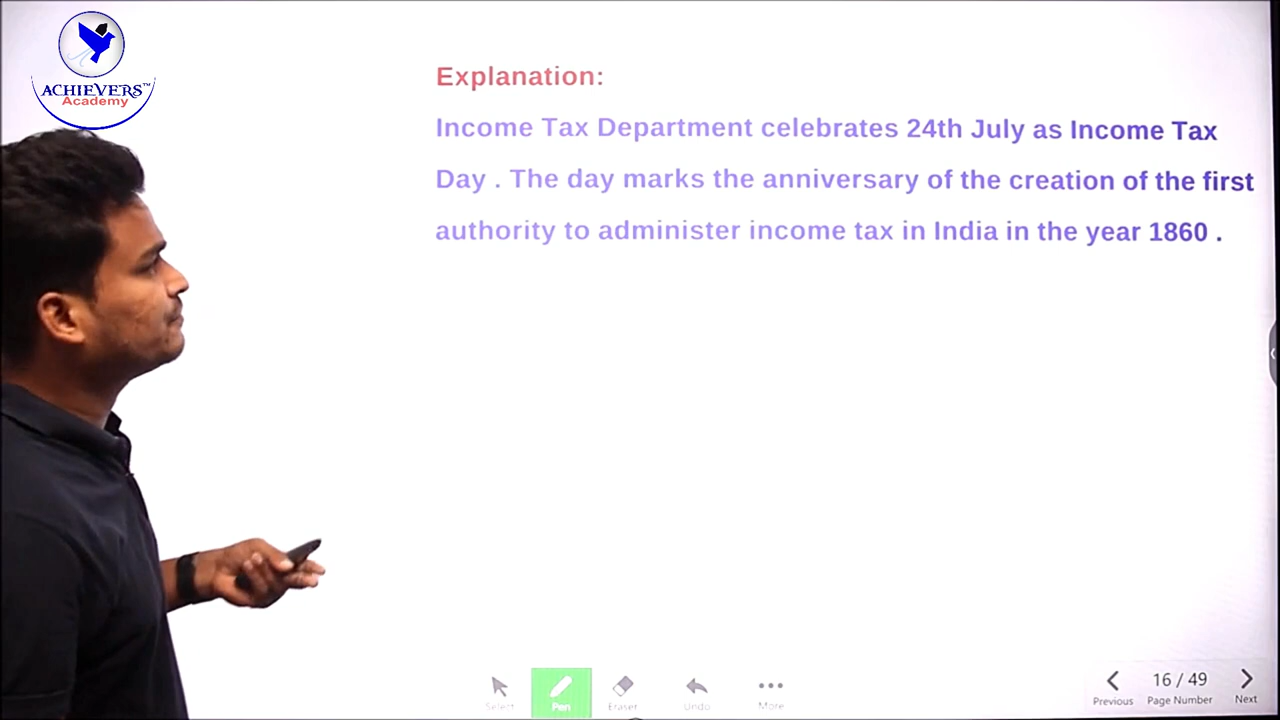 ACHIEVERS™
Academy
Explanation:
Income Tax Department celebrates 24th July as Income Tax
Day . The day marks the anniversary of the creation of the first
authority to administer income tax in India in the year 1860 .
Select
Pen
Eraser
Undo
More
Previous
16 / 49
Page Number
Next